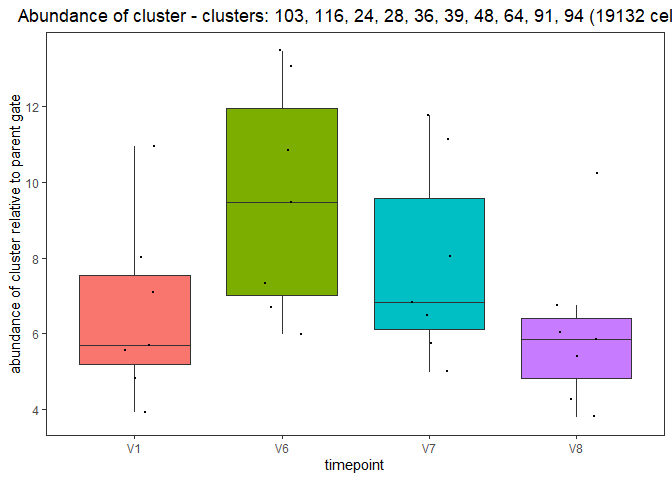 Abundance of cluster - clusters: 103, 116, 24, 28, 36, 39, 48, 64, 91, 94 (19132 cel
abundance of cluster relative to parent gate
12
10
8
6
4
V1 V6 V7 V8
timepoint